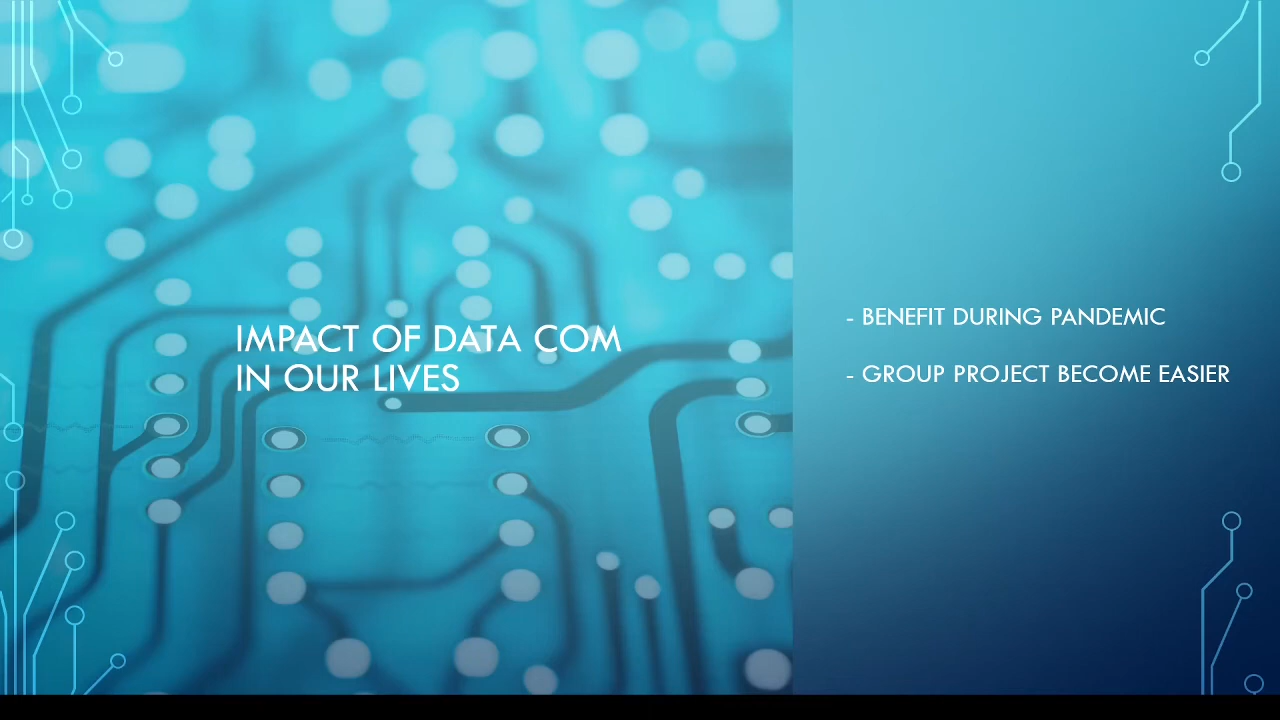 IMPACT OF DATA COM
IN OUR LIVES
- BENEFIT DURING PANDEMIC
- GROUP PROJECT BECOME EASIER